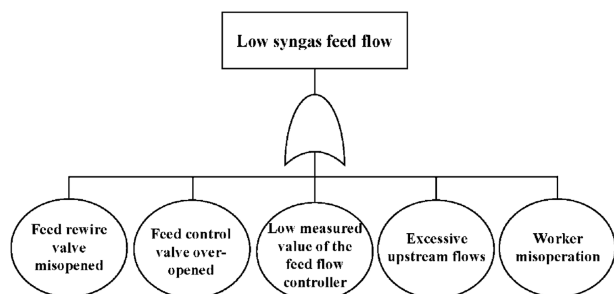 Low syngas feed flow
Feed rewire
valve
misopened
Feed control
valve over-
opened
Low measured
value of the
feed flow
controller
Excessive
upstream flows
Worker
misoperation